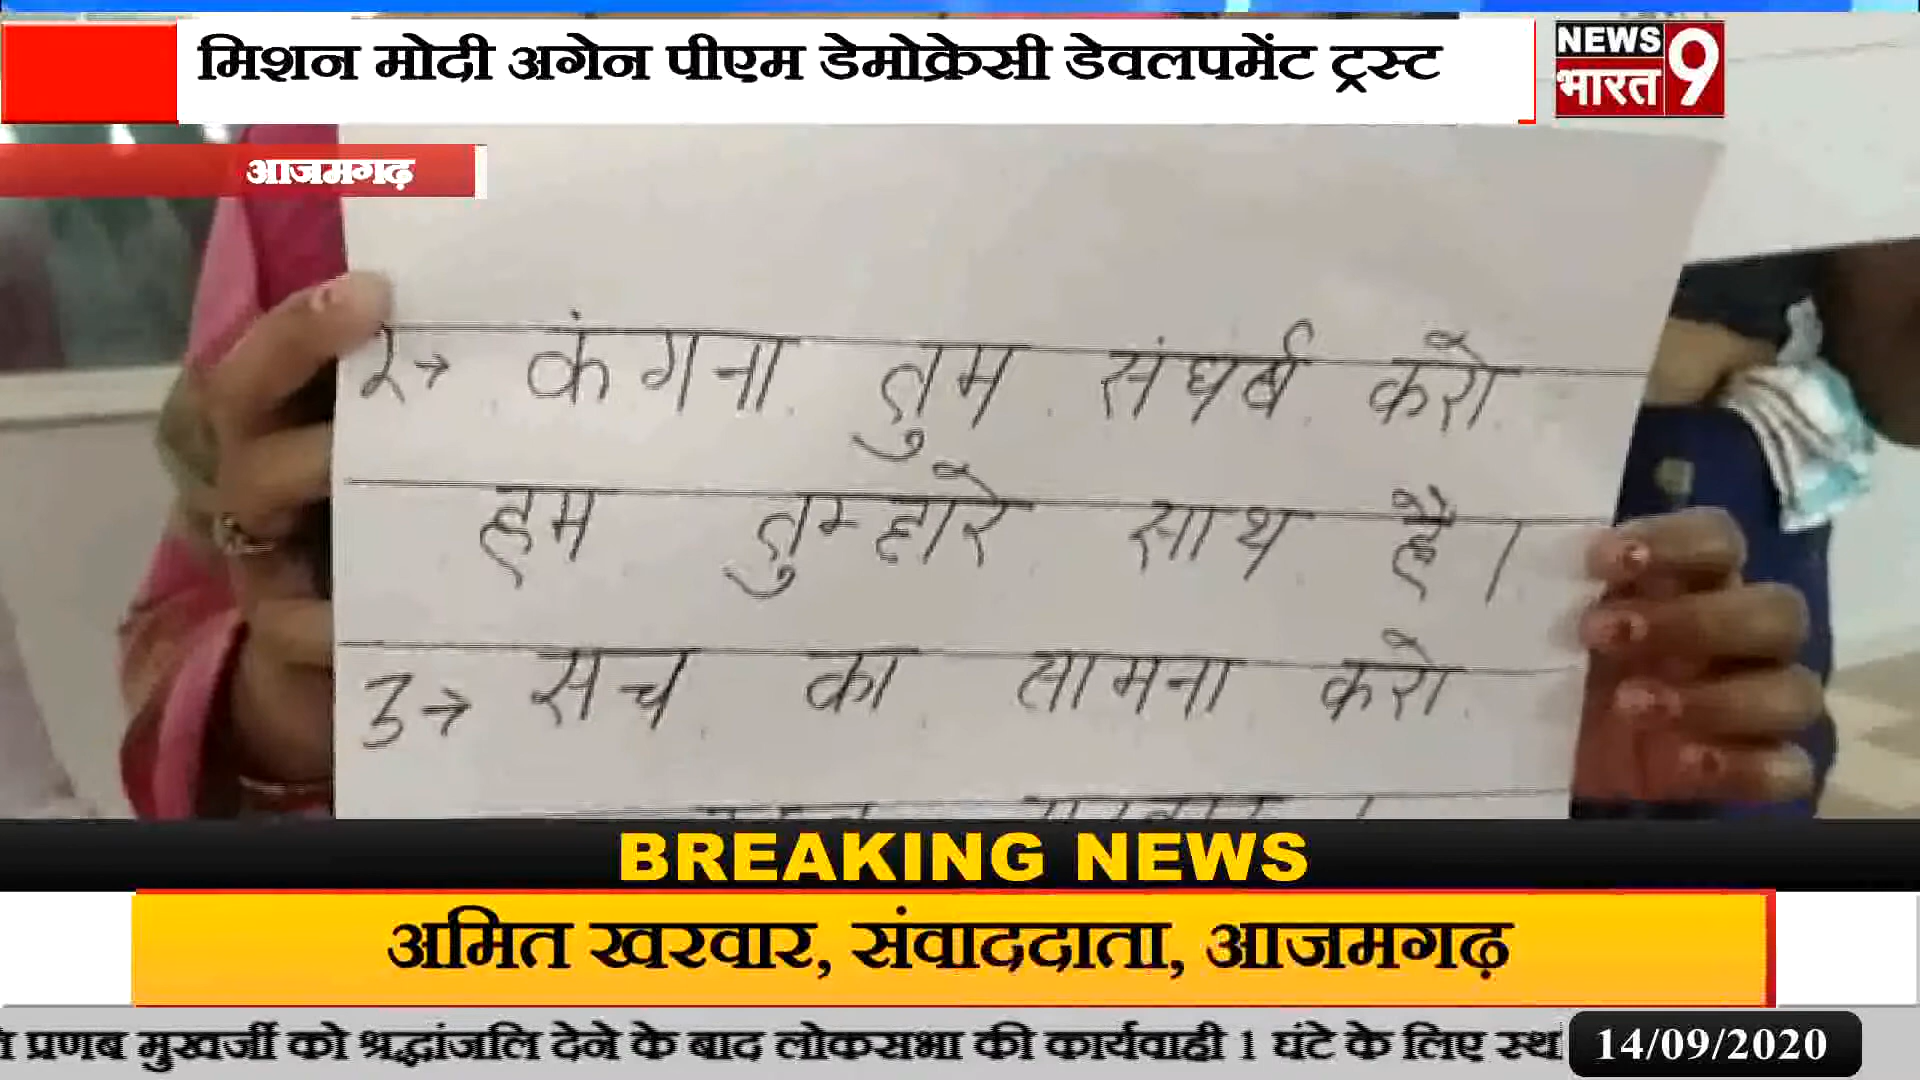 मिशन मोदी अगेन पीएम डेमोक्रेसी डेवलपमेंट ट्रस्ट
NEWS
भारत 9
आजमगढ़
2→ कंगना तुम संघर्ष करो
हम तुम्हारे साथ है।
3→ सच का सामना करो
BREAKING NEWS
अमित खरवार, संवाददाता, आजमगढ़
प्रणब मुखर्जी को श्रद्धांजलि देने के बाद लोकसभा की कार्यवाही 1 घंटे के लिए
14/09/2020